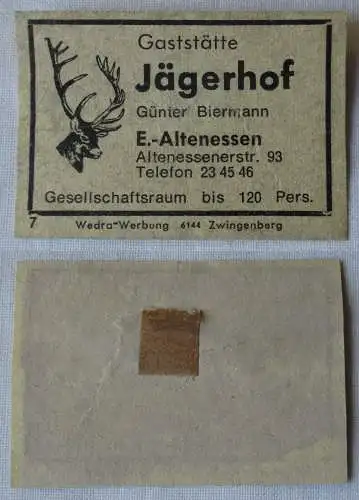 Gaststätte
Jägerhof
Günter Biermann
E.-Altenessen
Altenessenerstr. 93
Telefon 23 45 46
Gesellschaftsraum bis 120 Pers.
7
Wedra-Werbung 6144 Zwingenberg